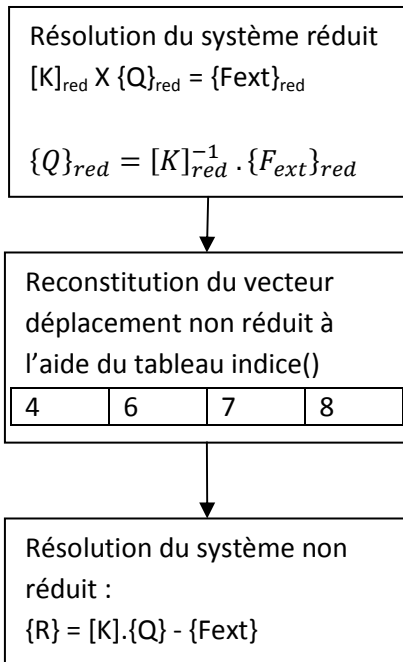 Résolution du système réduit
[K]red X {Q}red = {Fext}red
{Q}red = [K]red⁻¹ . {Fext}red
Reconstitution du vecteur
déplacement non réduit à
l’aide du tableau indice()
4 6 7 8
Résolution du système non
réduit :
{R} = [K].{Q} - {Fext}